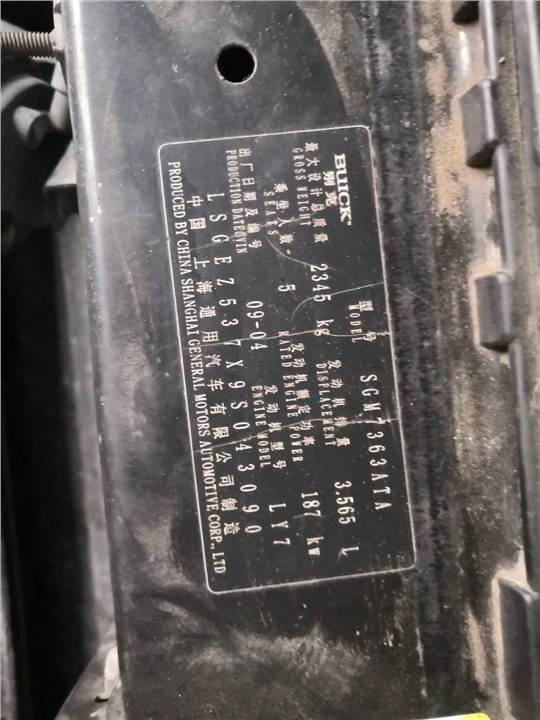 BUICK 别克
型号 MODEL SGM7363ATA
最大设计总质量 GROSS WEIGHT 2345 kg 发动机排量 DISPLACEMENT 3.565 L
乘坐人数 SEATS 5 发动机额定功率 RATED ENGINE POWER 187 kw
出厂日期及编号 PRODUCTION DATE@VIN 09-04 发动机型号 ENGINE MODEL LY7
LSGEZ537X9S043090
中国上海通用汽车有限公司制造
PRODUCED BY CHINA SHANGHAI GENERAL MOTORS AUTOMOTIVE CORP., LTD